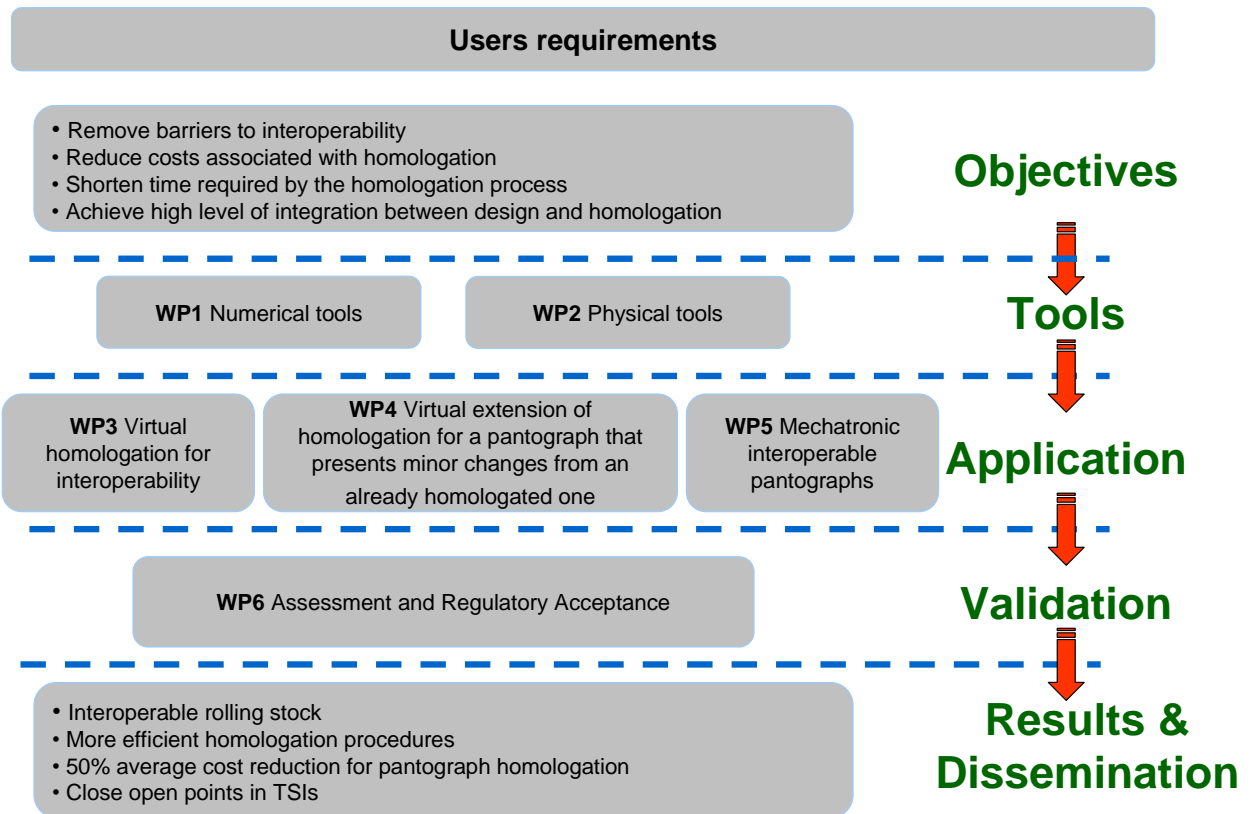 Users requirements
• Remove barriers to interoperability
• Reduce costs associated with homologation
• Shorten time required by the homologation process
• Achieve high level of integration between design and homologation
Objectives
WP1 Numerical tools
WP2 Physical tools
Tools
WP3 Virtual
homologation for
interoperability
WP4 Virtual extension of
homologation for a pantograph that
presents minor changes from an
already homologated one
WP5 Mechatronic
interoperable
pantographs
Application
WP6 Assessment and Regulatory Acceptance
Validation
• Interoperable rolling stock
• More efficient homologation procedures
• 50% average cost reduction for pantograph homologation
• Close open points in TSIs
Results &
Dissemination